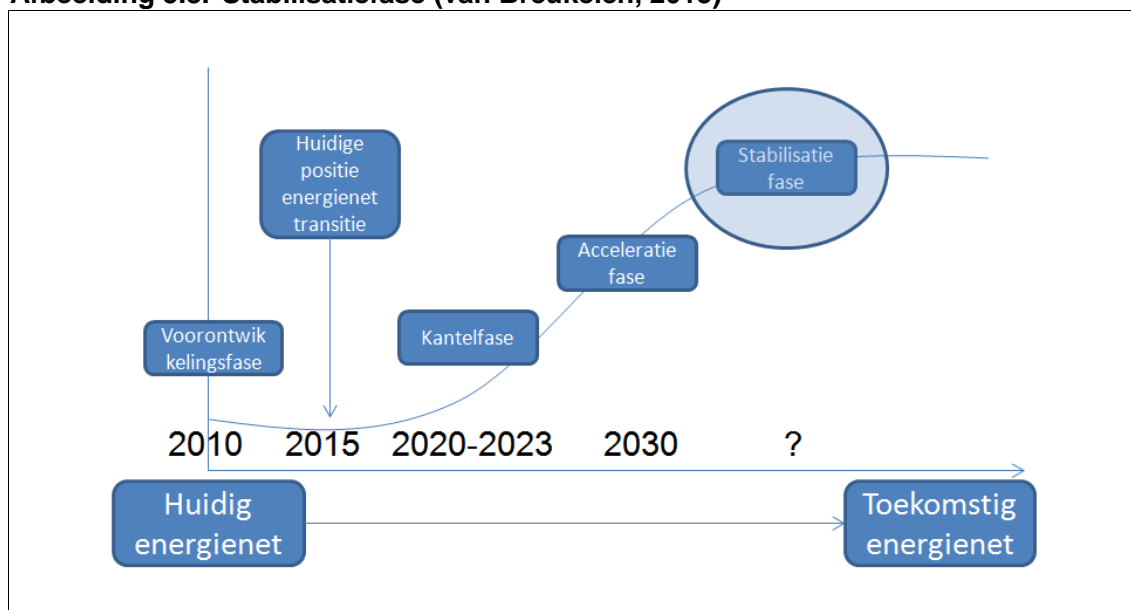 Huidige
positie
energienet
transitie
Stabilisatie
fase
Acceleratie
fase
Voorontwik
kelingsfase
Kantelfase
2010 2015 2020-2023 2030 ?
Huidig
energienet
Toekomstig
energienet